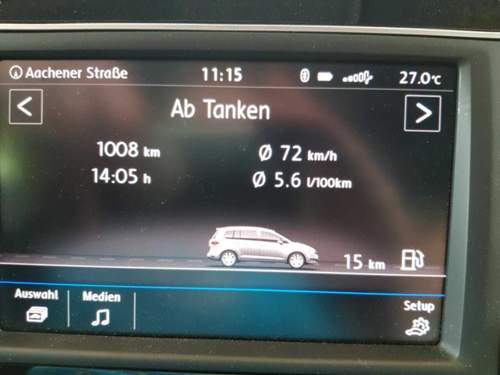 Aachener Straße 11:15 27.0°C
Ab Tanken
1008 km Ø 72 km/h
14:05 h Ø 5.6 l/100km
15 km
Auswahl Medien Setup